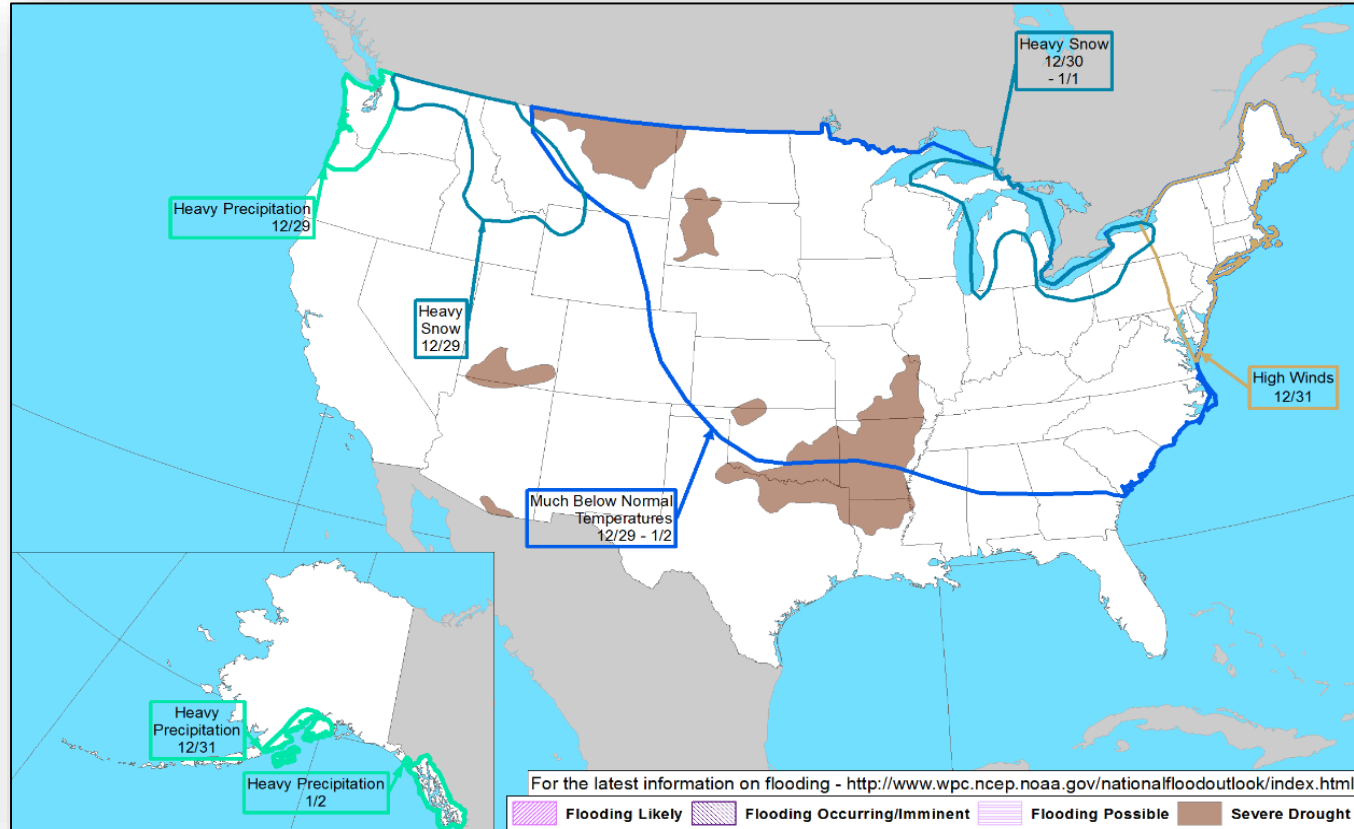 Heavy Snow
12/30
- 1/1
Heavy Precipitation
12/29
Heavy
Snow
12/29
High Winds
12/31
Much Below Normal
Temperatures
12/29 - 1/2
Heavy
Precipitation
12/31
Heavy Precipitation
1/2
For the latest information on flooding - http://www.wpc.ncep.noaa.gov/nationalfloodoutlook/index.html
Flooding Likely
Flooding Occurring/Imminent
Flooding Possible
Severe Drought